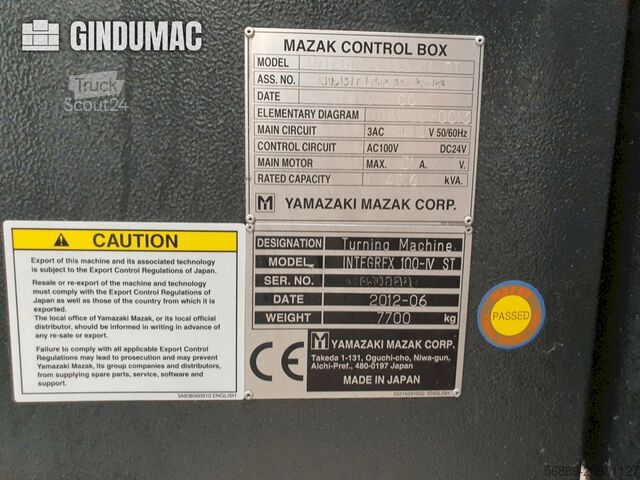 GINDUMAC
Truck
Scout24
MAZAK CONTROL BOX
MODEL INTEGREX 100-IV ST
ASS. NO.
DATE
ELEMENTARY DIAGRAM
MAIN CIRCUIT 3AC V 50/60Hz
CONTROL CIRCUIT AC100V DC24V
MAIN MOTOR MAX. A. V.
RATED CAPACITY kVA.
YAMAZAKI MAZAK CORP.
CAUTION
Export of this machine and its associated technology
is subject to the Export Control Regulations of Japan.
Resale or re-export of the machine and technology
must comply with the Export Control Regulations of
Japan as well as those of the country from which it is
exported.
The local office of Yamazaki Mazak, or its local official
distributor, should be informed in writing in advance of
any re-sale or export.
Failure to comply with all applicable Export Control
Regulations may lead to prosecution and may prevent
Yamazaki Mazak, its group companies and distributors,
from supplying spare parts, service, software and
support.
3A836000910 ENGLISH
DESIGNATION Turning Machine.
MODEL INTEGREX 100-IV ST
SER. NO.
DATE 2012-06
WEIGHT 7700 kg
CE
YAMAZAKI MAZAK CORP.
Takeda 1-131, Oguchi-cho, Niwa-gun,
Aichi-Pref., 480-0197 Japan
MADE IN JAPAN
PASSED